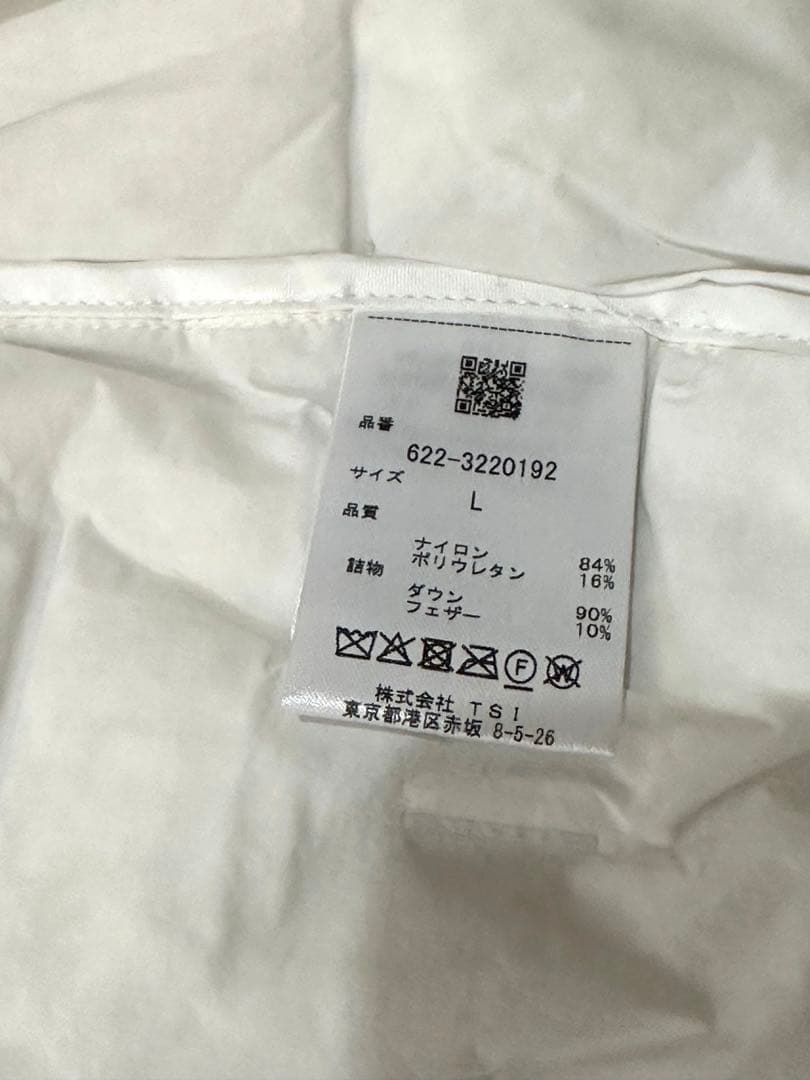 品番
622-3220192
サイズ
L
品質
ナイロン 84%
ポリウレタン 16%
詰物
ダウン 90%
フェザー 10%
F W
株式会社 TSI
東京都港区赤坂 8-5-26